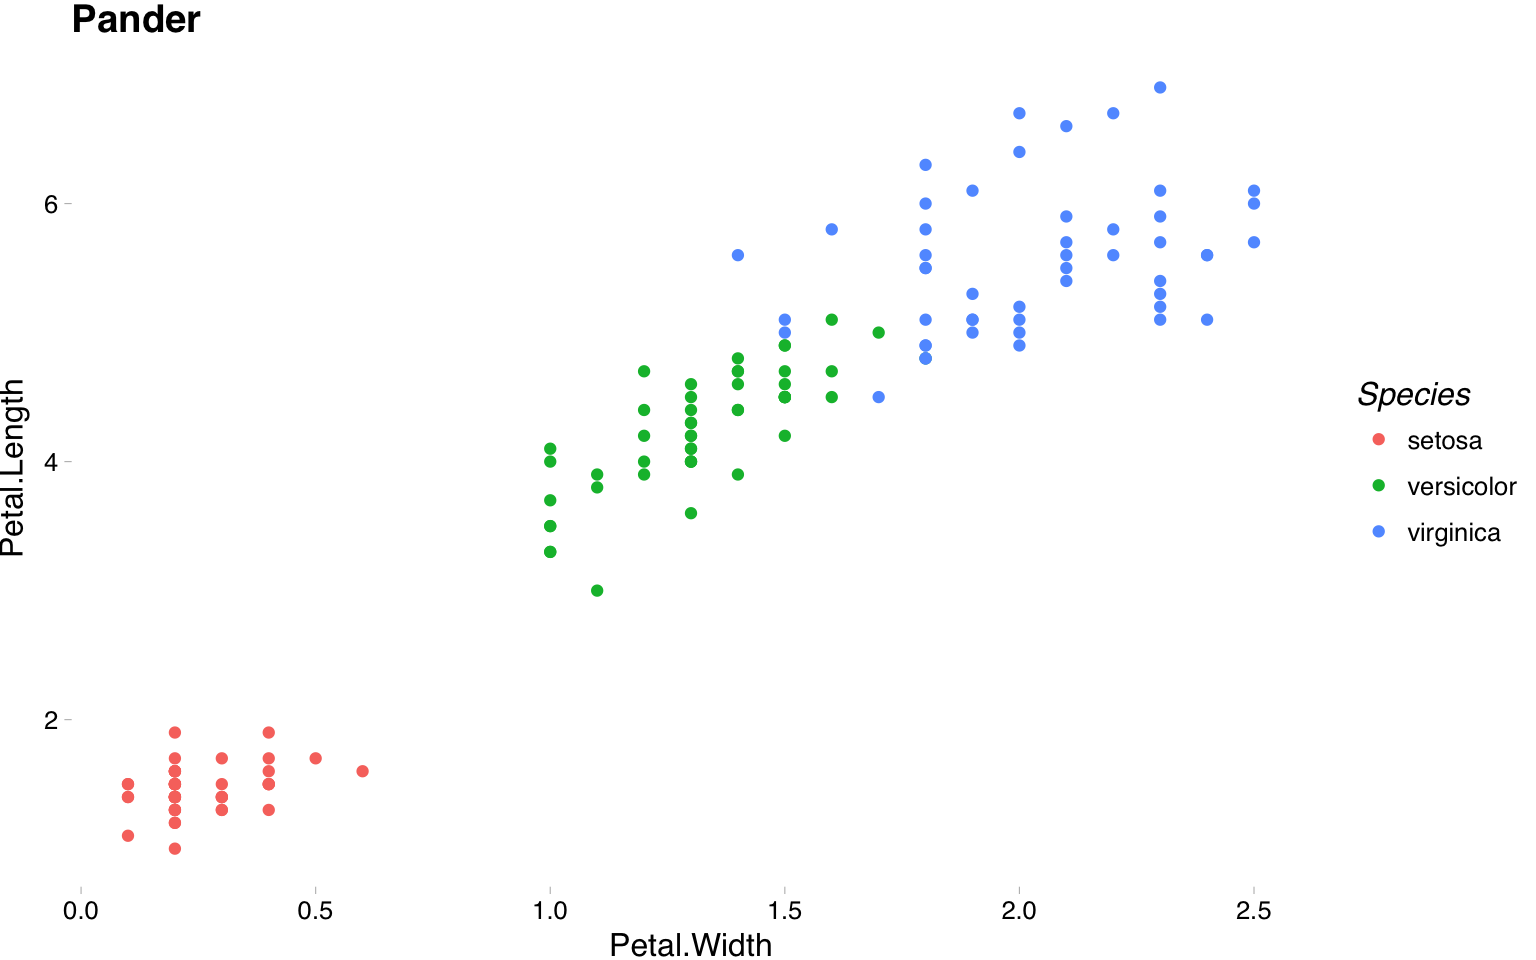 Pander
6
4
2
Petal.Length
0.0 0.5 1.0 1.5 2.0 2.5
Petal.Width
Species
setosa
versicolor
virginica